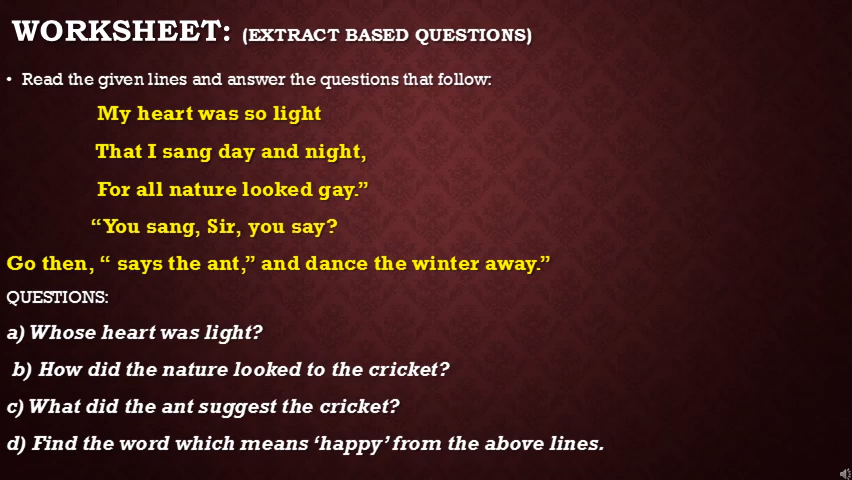 WORKSHEET: (EXTRACT BASED QUESTIONS)
• Read the given lines and answer the questions that follow:
My heart was so light
That I sang day and night,
For all nature looked gay.”
“You sang, Sir, you say?
Go then, “ says the ant,” and dance the winter away.”
QUESTIONS:
a) Whose heart was light?
b) How did the nature looked to the cricket?
c) What did the ant suggest the cricket?
d) Find the word which means ‘happy’ from the above lines.